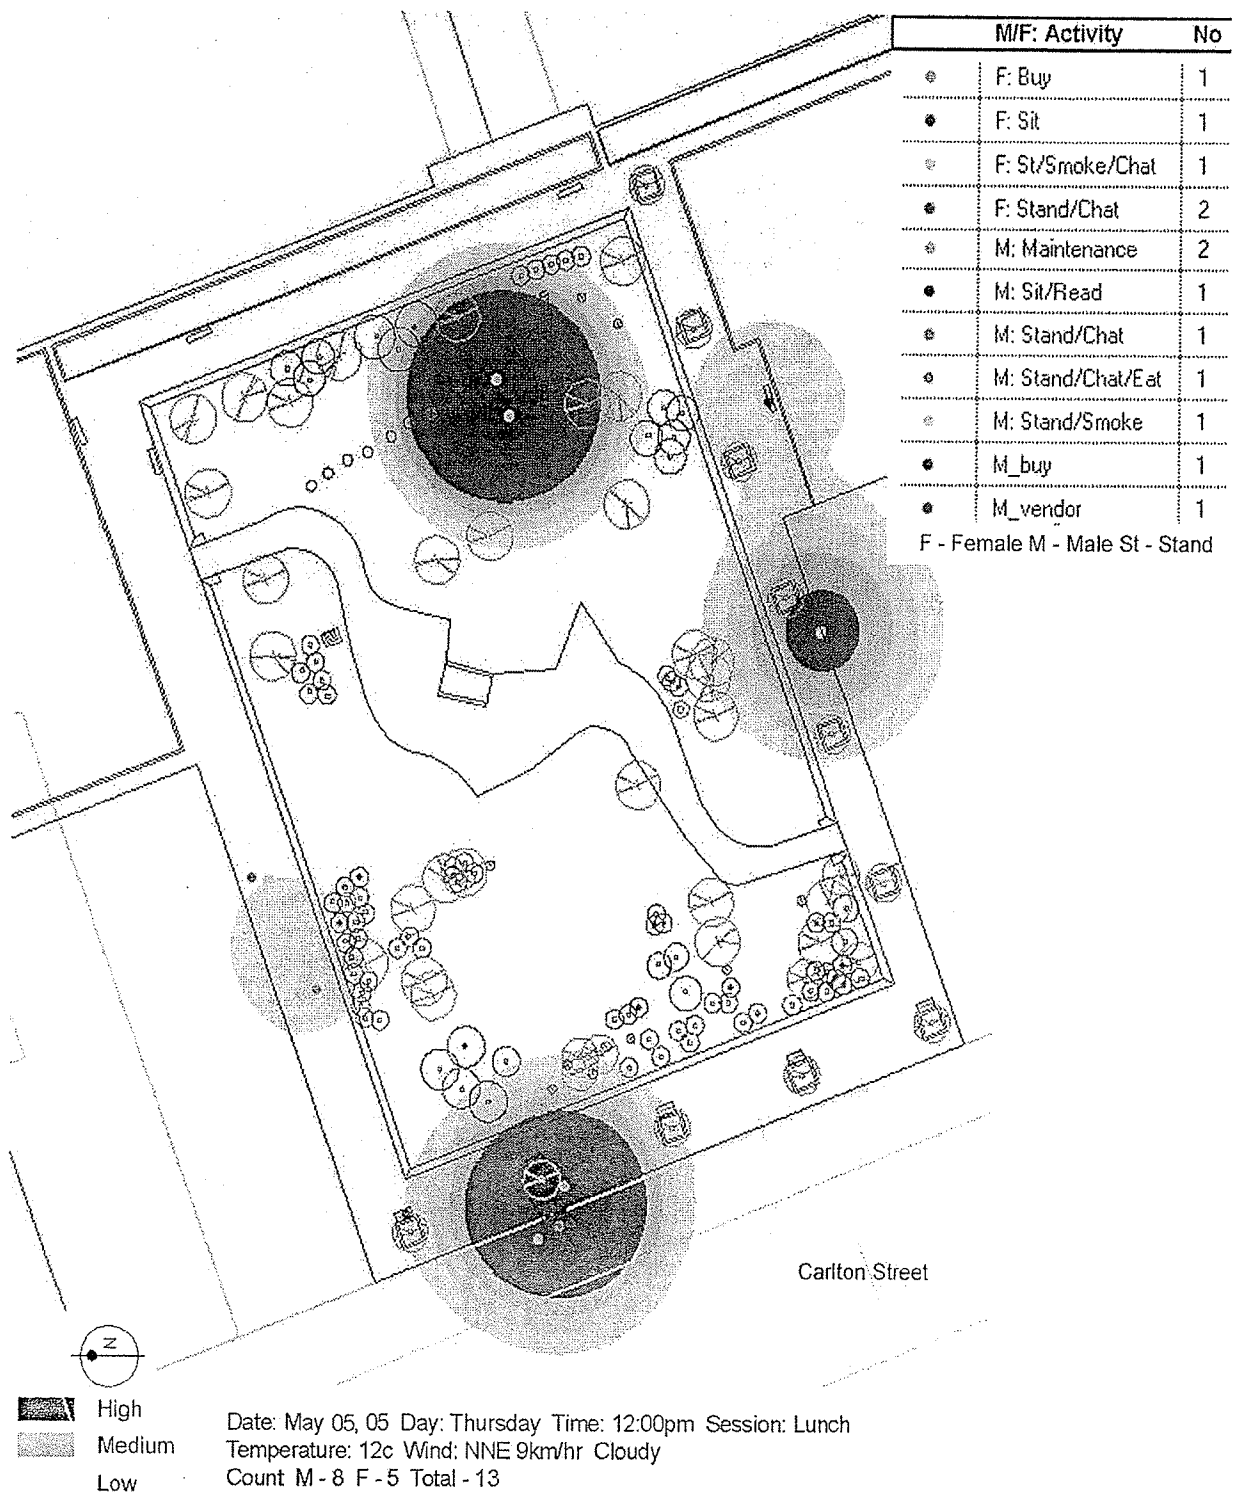 M/F: Activity No
F: Buy 1
F: Sit 1
F: St/Smoke/Chat 1
F: Stand/Chat 2
M: Maintenance 2
M: Sit/Read 1
M: Stand/Chat 1
M: Stand/Chat/Eat 1
M: Stand/Smoke 1
M_buy 1
M_vendor 1
F - Female M - Male St - Stand
Carlton Street
N
High
Medium
Low
Date: May 05, 05 Day: Thursday Time: 12:00pm Session: Lunch
Temperature: 12c Wind: NNE 9km/hr Cloudy
Count M - 8 F - 5 Total - 13